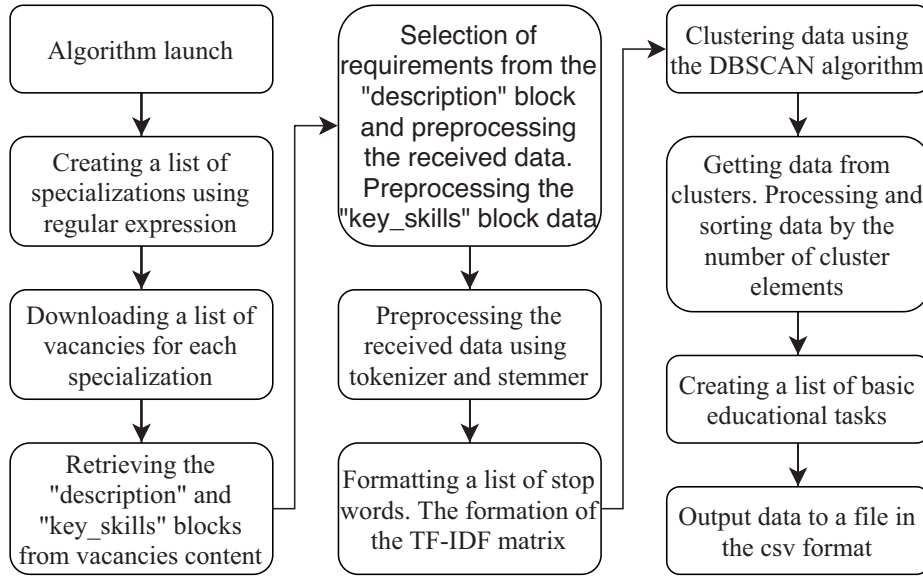 Algorithm launch
Creating a list of
specializations using
regular expression
Downloading a list of
vacancies for each
specialization
Retrieving the
"description" and
"key_skills" blocks
from vacancies content
Selection of
requirements from the
"description" block
and preprocessing
the received data.
Preprocessing the
"key_skills" block data
Preprocessing the
received data using
tokenizer and stemmer
Formatting a list of stop
words. The formation of
the TF-IDF matrix
Clustering data using
the DBSCAN algorithm
Getting data from
clusters. Processing and
sorting data by the
number of cluster
elements
Creating a list of basic
educational tasks
Output data to a file in
the csv format